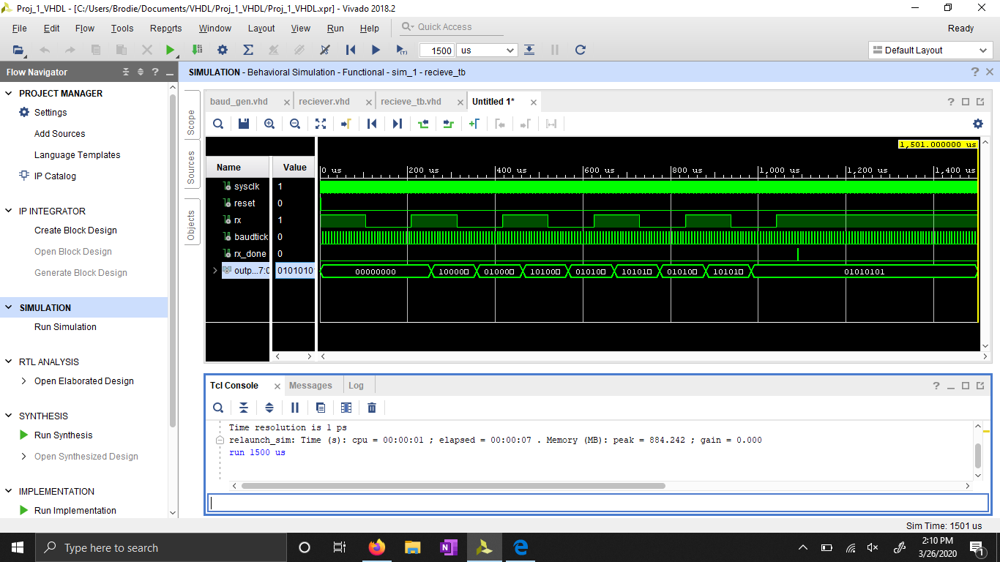 Proj_1_VHDL - [C:/Users/Brodie/Documents/VHDL/Proj_1_VHDL/Proj_1_VHDL.xpr] - Vivado 2018.2
File Edit Flow Tools Reports Window Layout View Run Help Quick Access Ready
1500 us Default Layout
Flow Navigator
SIMULATION - Behavioral Simulation - Functional - sim_1 - recieve_tb
PROJECT MANAGER
Settings
Add Sources
Language Templates
IP Catalog
IP INTEGRATOR
Create Block Design
Open Block Design
Generate Block Design
SIMULATION
Run Simulation
RTL ANALYSIS
Open Elaborated Design
SYNTHESIS
Run Synthesis
Open Synthesized Design
IMPLEMENTATION
Run Implementation
Scope
Sources
Objects
baud_gen.vhd reciever.vhd recieve_tb.vhd Untitled 1*
1,501.000000 us
Name Value 0 us 200 us 400 us 600 us 800 us 1,000 us 1,200 us 1,400 us
sysclk 1
reset 0
rx 1
baudtick 0
rx_done 0
outp...7:0 0101010 00000000 10000 01000 10100 01010 10101 01010 10101 01010101
Tcl Console Messages Log
Time resolution is 1 ps
relaunch_sim: Time (s): cpu = 00:00:01 ; elapsed = 00:00:07 . Memory (MB): peak = 884.242 ; gain = 0.000
run 1500 us
Sim Time: 1501 us
Type here to search
2:10 PM
3/26/2020
1